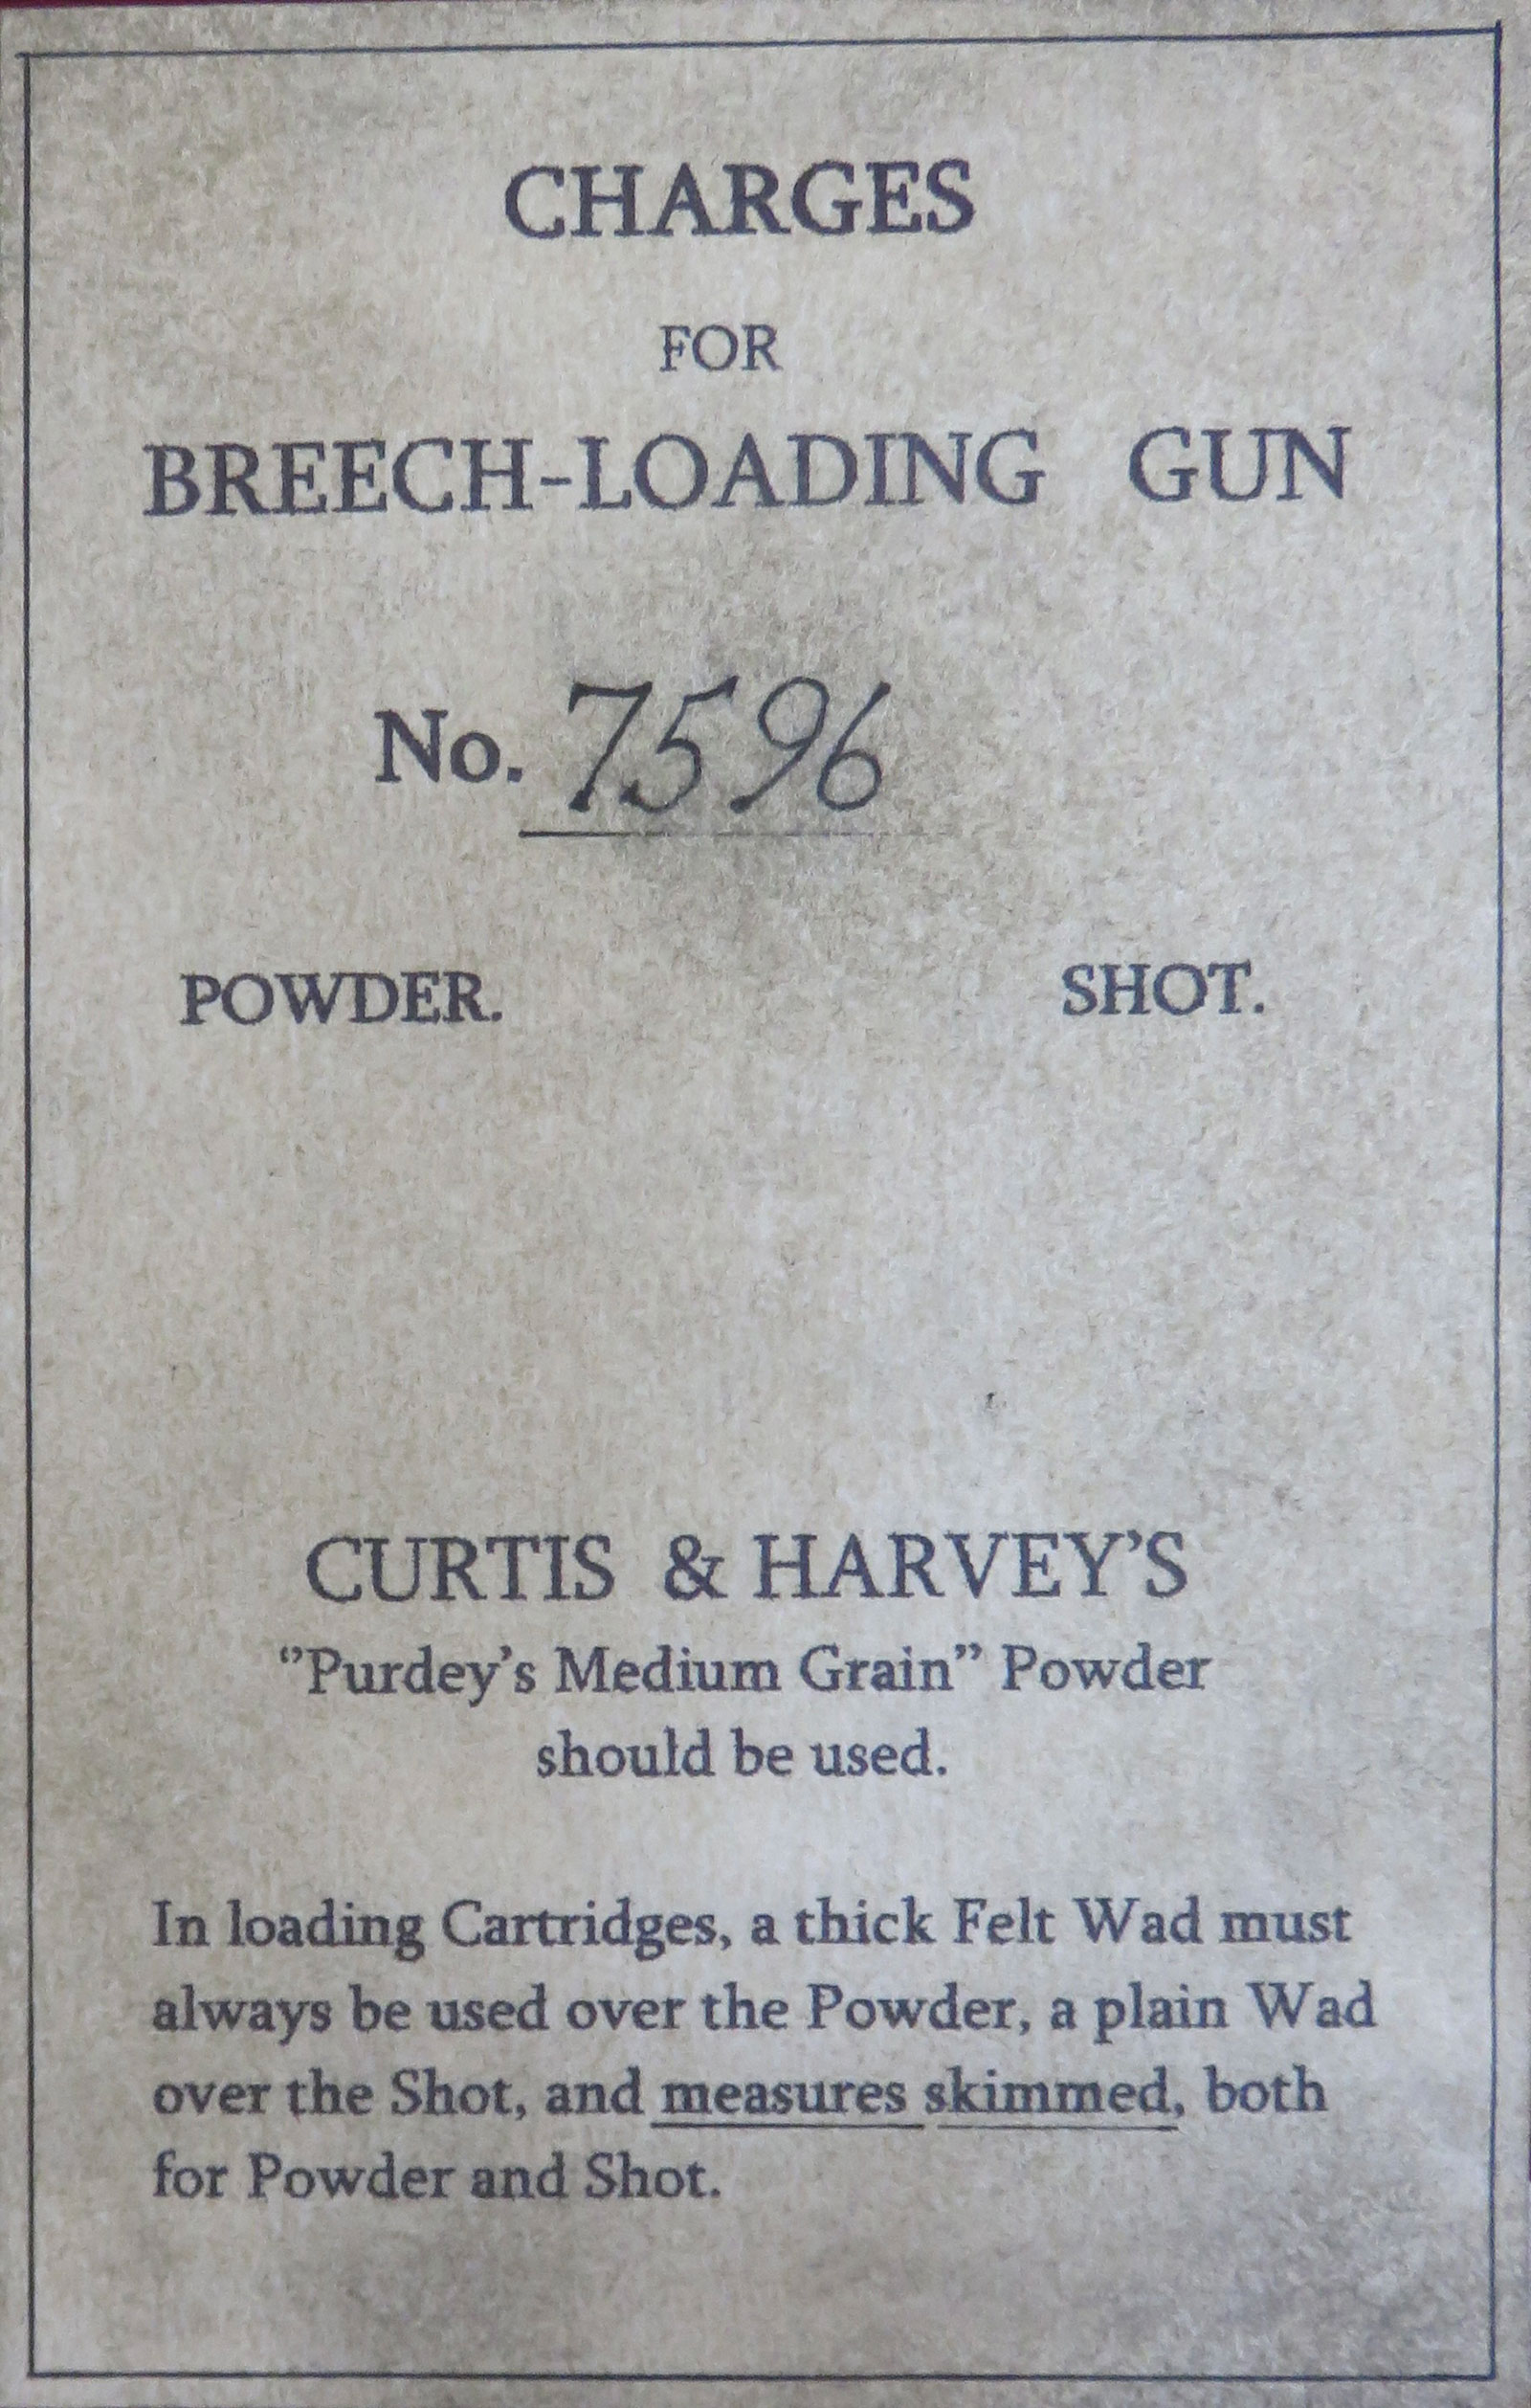 CHARGES
FOR
BREECH-LOADING GUN
No. 7596
POWDER. SHOT.
CURTIS & HARVEY’S
“Purdey’s Medium Grain” Powder
should be used.
In loading Cartridges, a thick Felt Wad must
always be used over the Powder, a plain Wad
over the Shot, and measures skimmed, both
for Powder and Shot.